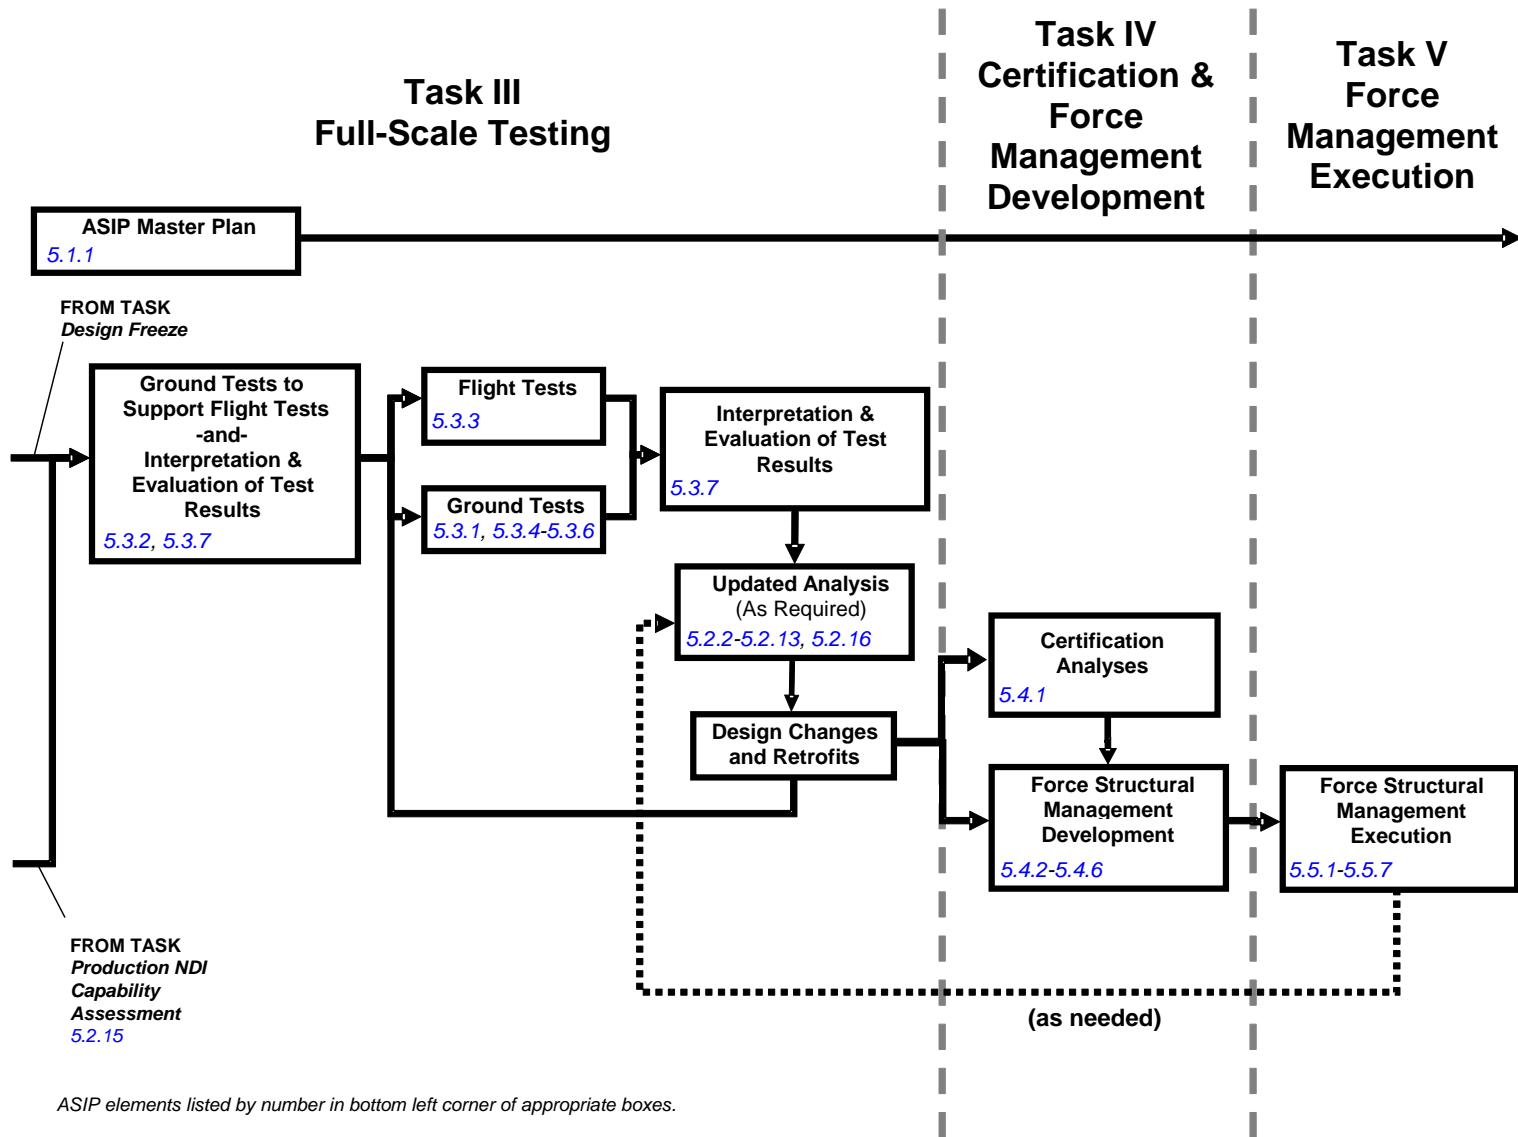 Task III
Full-Scale Testing
Task IV
Certification &
Force
Management
Development
Task V
Force
Management
Execution
ASIP Master Plan
5.1.1
FROM TASK
Design Freeze
Ground Tests to
Support Flight Tests
-and-
Interpretation &
Evaluation of Test
Results
5.3.2, 5.3.7
Flight Tests
5.3.3
Ground Tests
5.3.1, 5.3.4-5.3.6
Interpretation &
Evaluation of Test
Results
5.3.7
Updated Analysis
(As Required)
5.2.2-5.2.13, 5.2.16
Design Changes
and Retrofits
Certification
Analyses
5.4.1
Force Structural
Management
Development
5.4.2-5.4.6
Force Structural
Management
Execution
5.5.1-5.5.7
FROM TASK
Production NDI
Capability
Assessment
5.2.15
(as needed)
ASIP elements listed by number in bottom left corner of appropriate boxes.